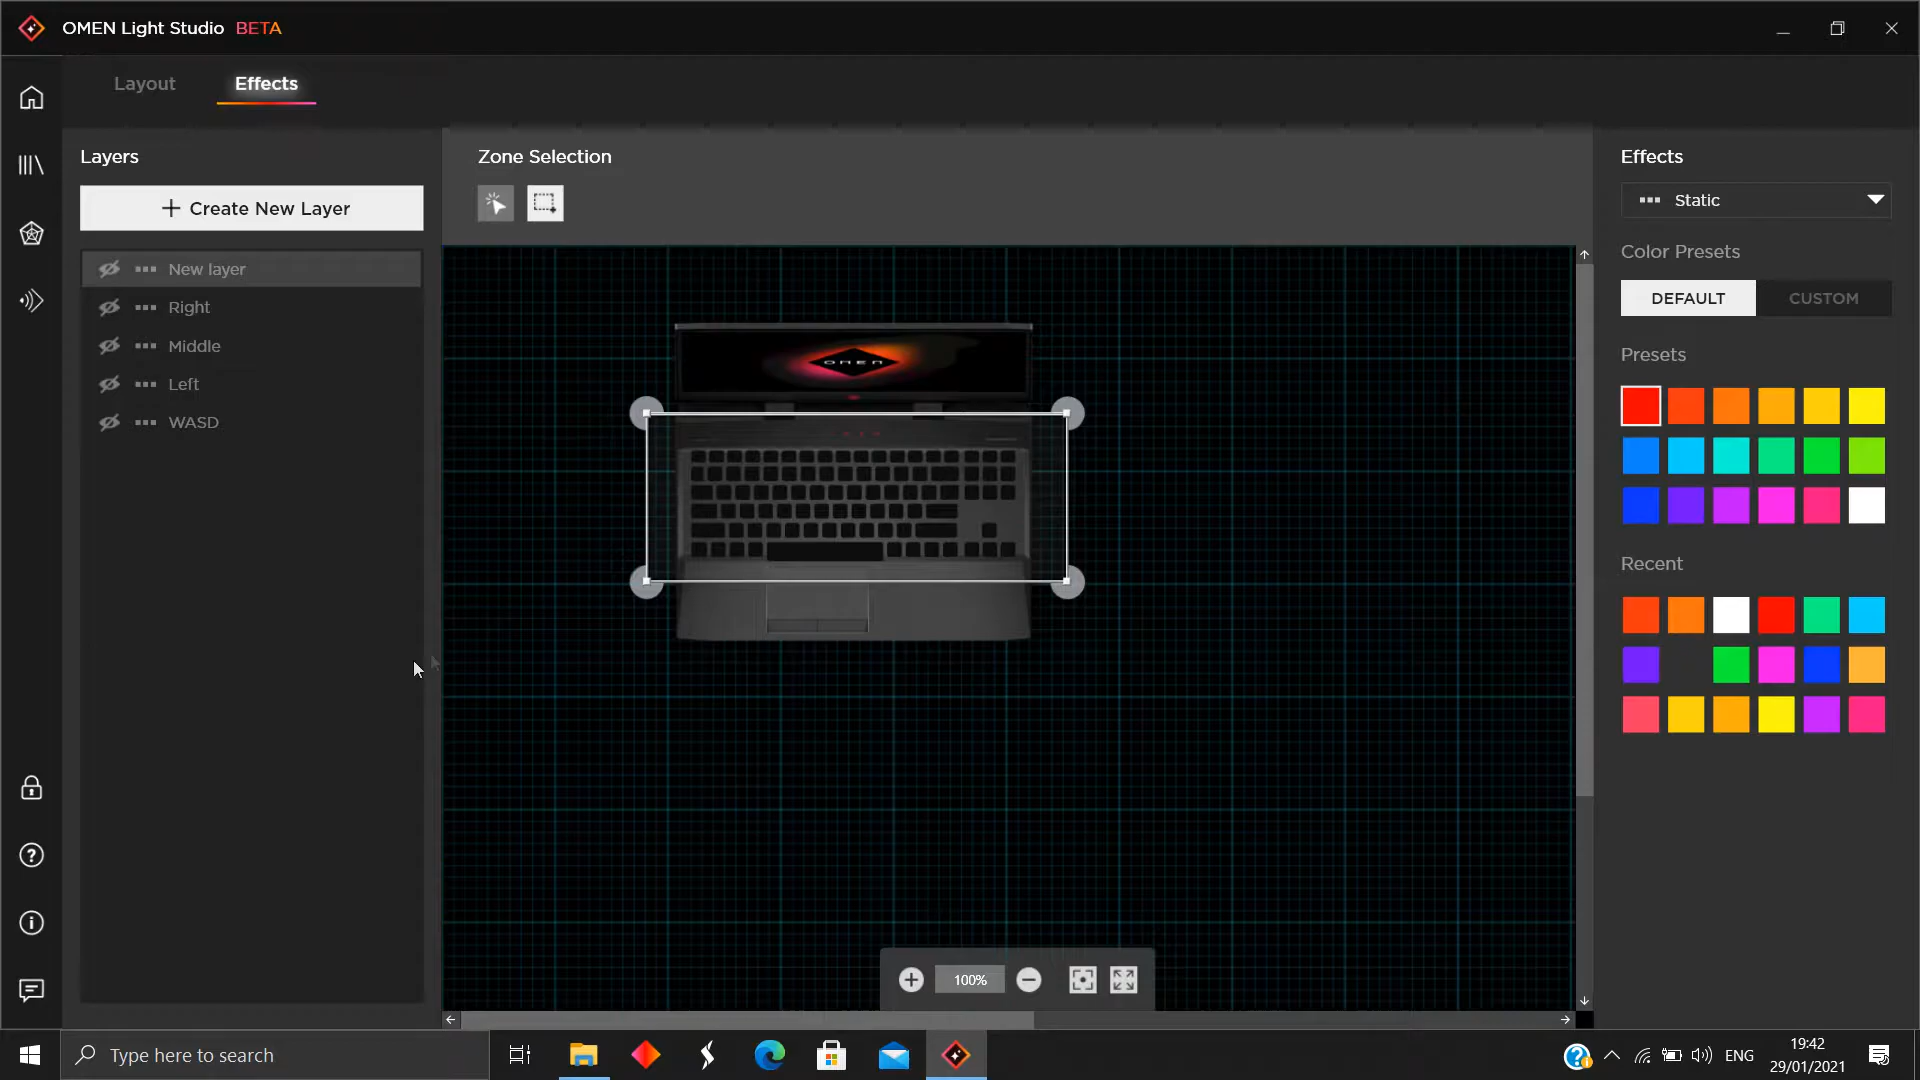 OMEN Light Studio BETA
Layout
Effects
Layers
Create New Layer
New layer
Right
Middle
Left
WASD
Zone Selection
OMEN
100%
Effects
Static
Color Presets
DEFAULT
CUSTOM
Presets
Recent
Type here to search
ENG
19:42
29/01/2021